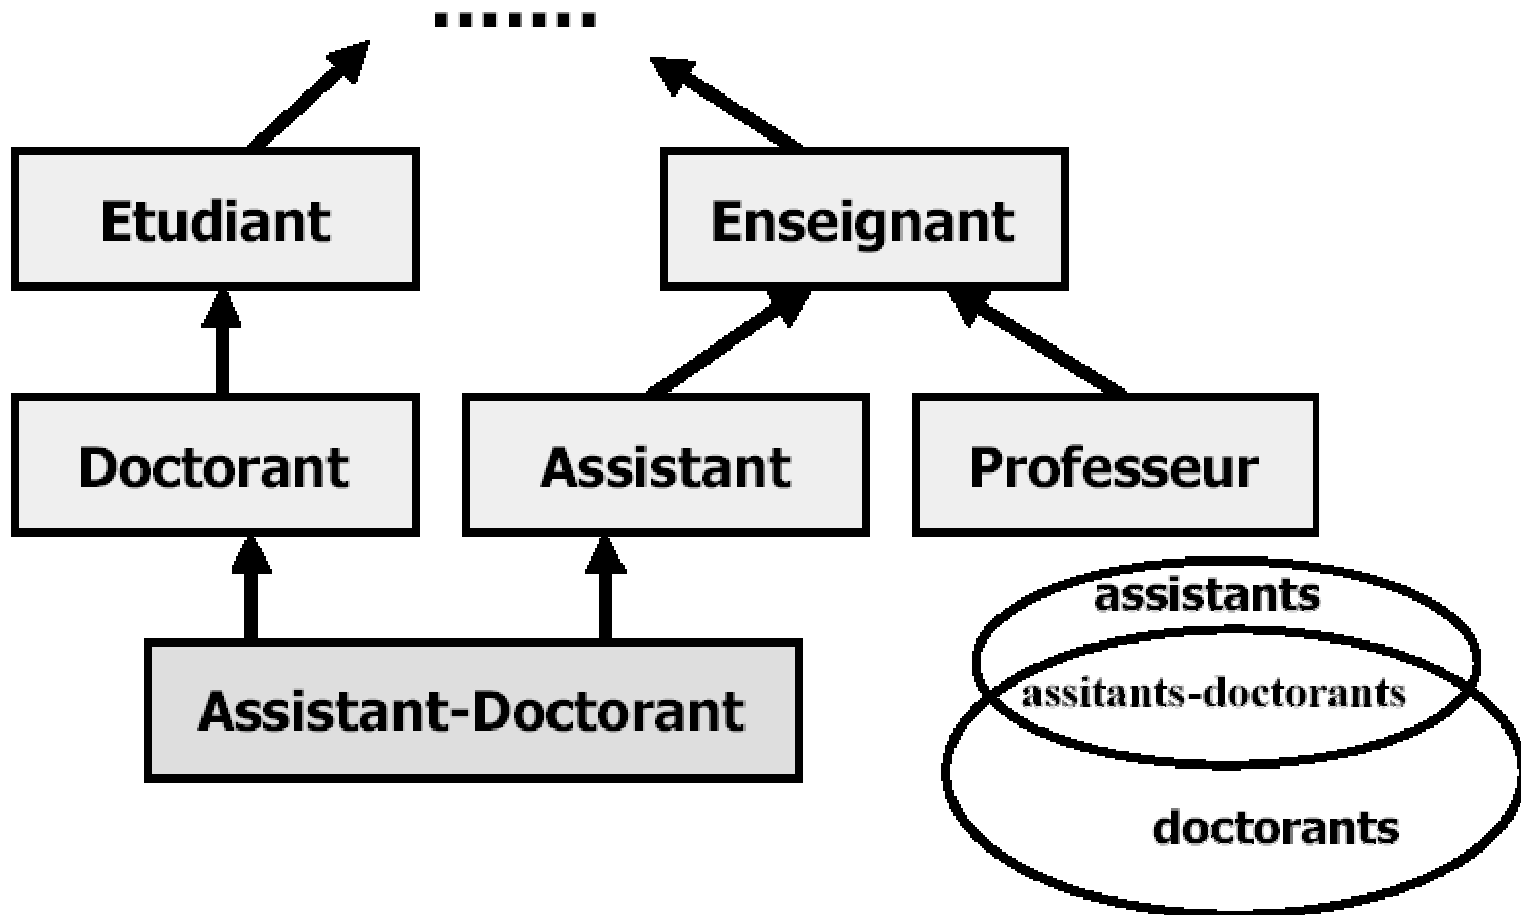 .......
Etudiant
Enseignant
Doctorant
Assistant
Professeur
Assistant-Doctorant
assistants
assitants-doctorants
doctorants